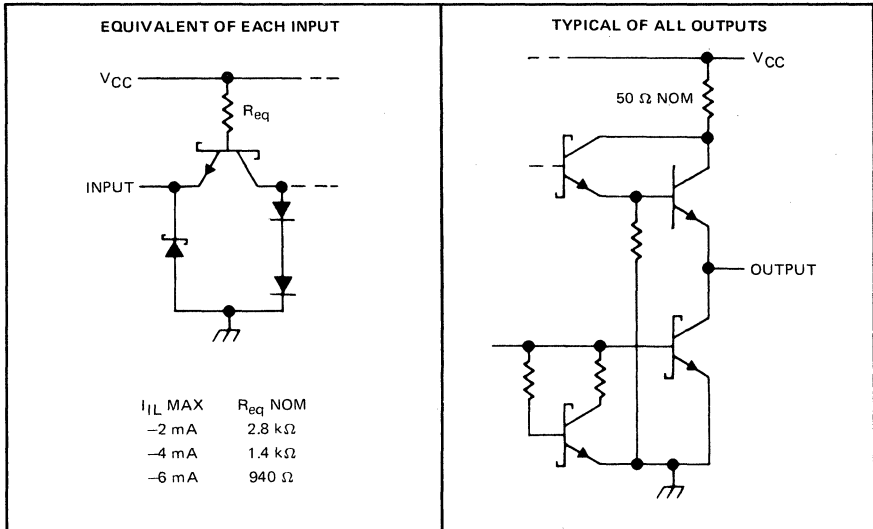 EQUIVALENT OF EACH INPUT
VCC
Req
INPUT
IIL MAX Req NOM
−2 mA 2.8 kΩ
−4 mA 1.4 kΩ
−6 mA 940 Ω
TYPICAL OF ALL OUTPUTS
VCC
50 Ω NOM
OUTPUT